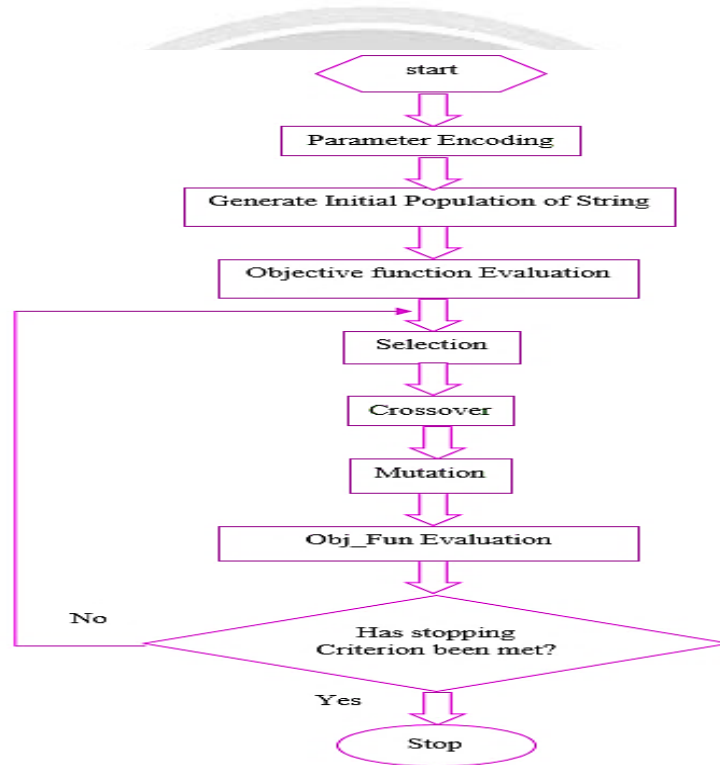 start
Parameter Encoding
Generate Initial Population of String
Objective function Evaluation
Selection
Crossover
Mutation
Obj_Fun Evaluation
No
Has stopping
Criterion been met?
Yes
Stop